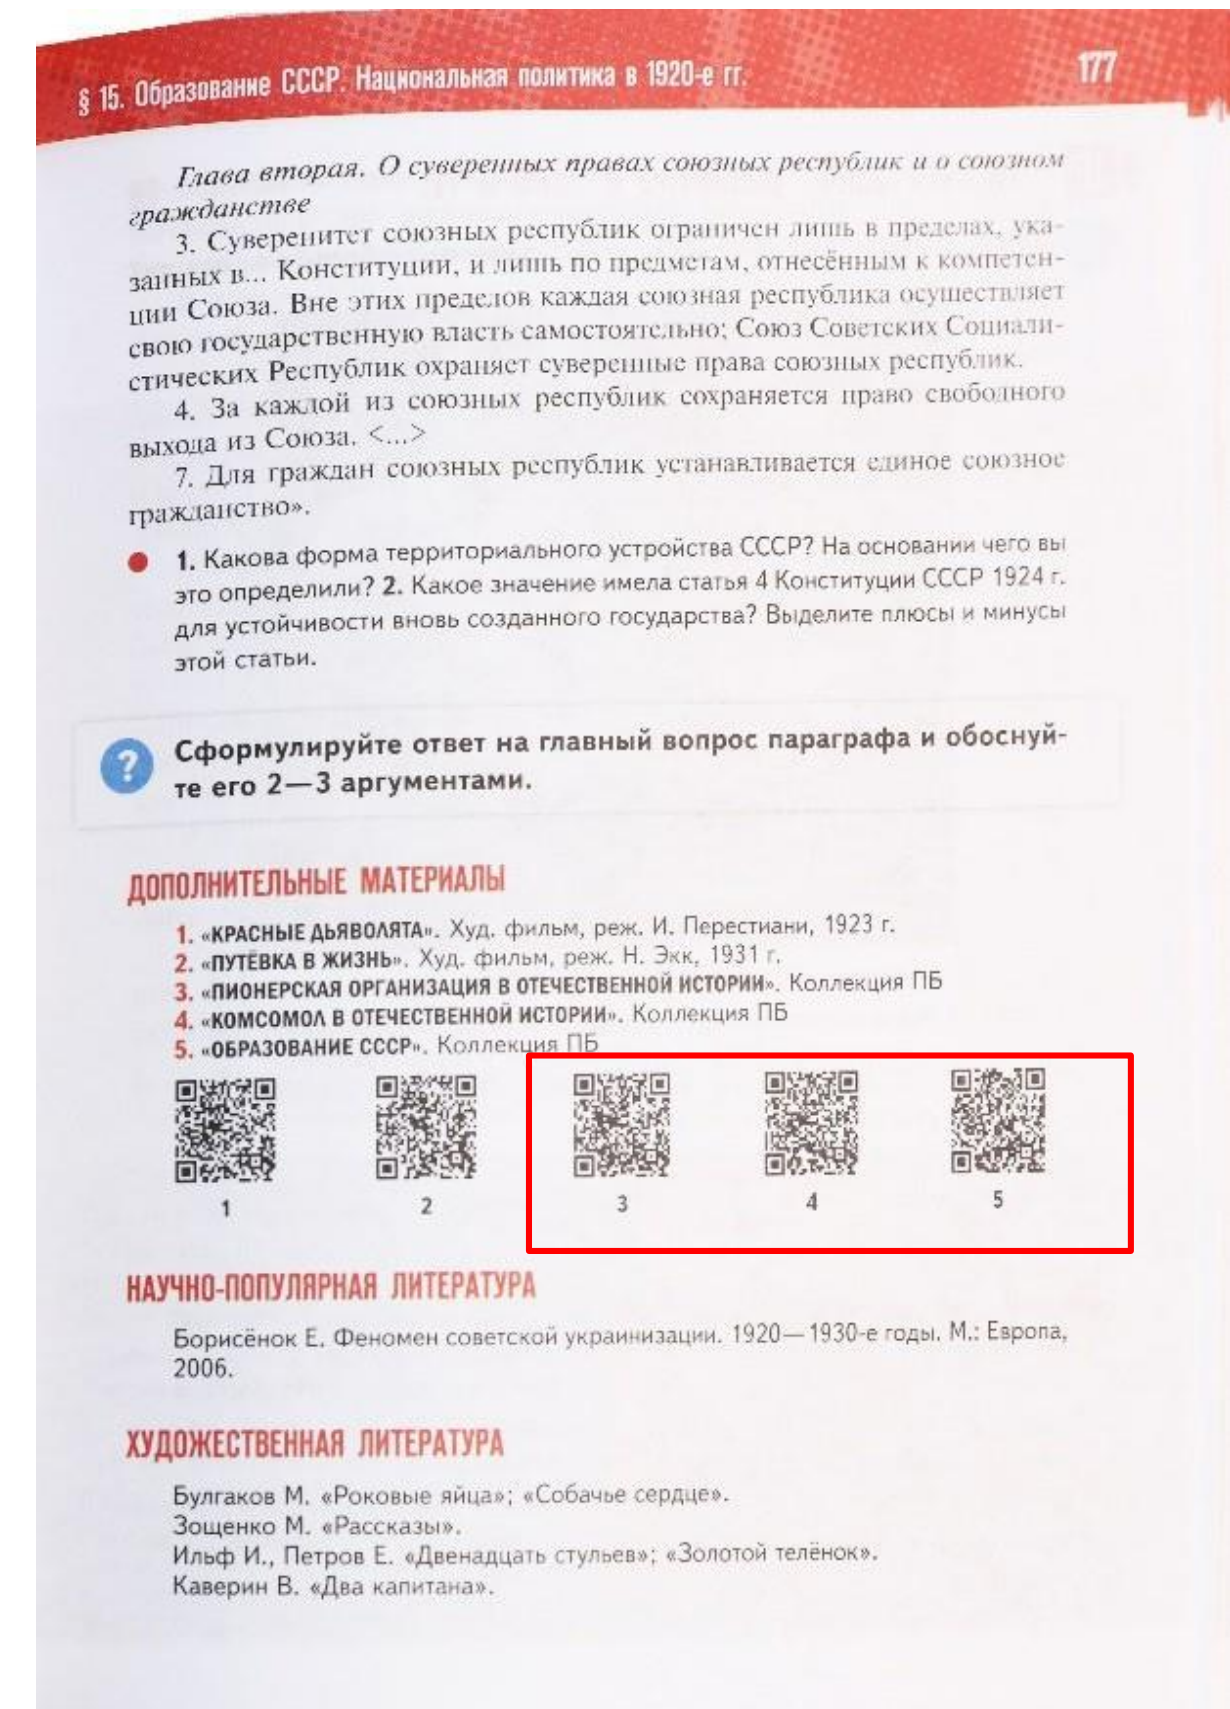 § 15. Образование СССР. Национальная политика в 1920-е гг.
177
Глава вторая. О суверенных правах союзных республик и о союзном
гражданстве
3. Суверенитет союзных республик ограничен лишь в пределах, ука-
занных в... Конституции, и лишь по предметам, отнесённым к компетен-
ции Союза. Вне этих пределов каждая союзная республика осуществляет
свою государственную власть самостоятельно; Союз Советских Социали-
стических Республик охраняет суверенные права союзных республик.
4. За каждой из союзных республик сохраняется право свободного
выхода из Союза. <...>
7. Для граждан союзных республик устанавливается единое союзное
гражданство».
1. Какова форма территориального устройства СССР? На основании чего вы
это определили? 2. Какое значение имела статья 4 Конституции СССР 1924 г.
для устойчивости вновь созданного государства? Выделите плюсы и минусы
этой статьи.
?
Сформулируйте ответ на главный вопрос параграфа и обоснуй-
те его 2—3 аргументами.
ДОПОЛНИТЕЛЬНЫЕ МАТЕРИАЛЫ
1. «КРАСНЫЕ ДЬЯВОЛЯТА». Худ. фильм, реж. И. Перестиани, 1923 г.
2. «ПУТЁВКА В ЖИЗНЬ». Худ. фильм, реж. Н. Экк, 1931 г.
3. «ПИОНЕРСКАЯ ОРГАНИЗАЦИЯ В ОТЕЧЕСТВЕННОЙ ИСТОРИИ». Коллекция ПБ
4. «КОМСОМОЛ В ОТЕЧЕСТВЕННОЙ ИСТОРИИ». Коллекция ПБ
5. «ОБРАЗОВАНИЕ СССР». Коллекция ПБ
1 2 3 4 5
НАУЧНО-ПОПУЛЯРНАЯ ЛИТЕРАТУРА
Борисёнок Е. Феномен советской украинизации. 1920—1930-е годы. М.: Европа,
2006.
ХУДОЖЕСТВЕННАЯ ЛИТЕРАТУРА
Булгаков М. «Роковые яйца»; «Собачье сердце».
Зощенко М. «Рассказы».
Ильф И., Петров Е. «Двенадцать стульев»; «Золотой телёнок».
Каверин В. «Два капитана».